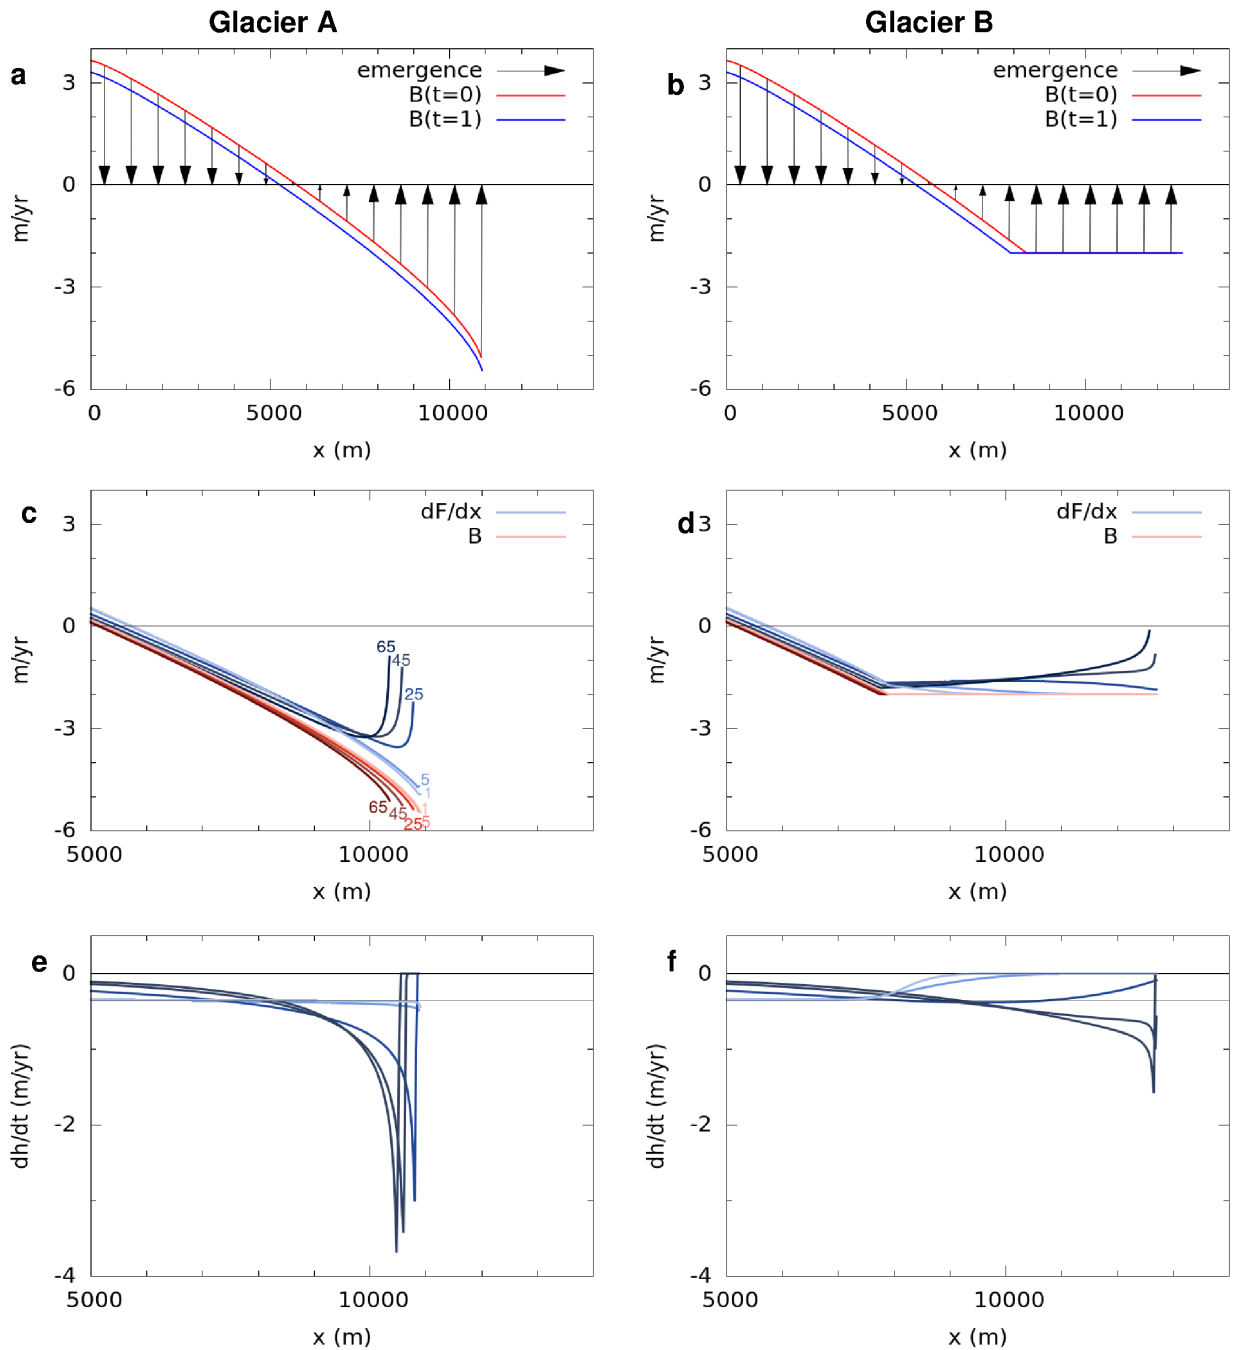 Glacier A
Glacier B
a
emergence
B(t=0)
B(t=1)
3
0
-3
-6
m/yr
0
5000
10000
x (m)
b
emergence
B(t=0)
B(t=1)
3
0
-3
-6
m/yr
0
5000
10000
x (m)
c
dF/dx
B
3
0
-3
-6
m/yr
65
45
25
5
1
65
45
25
1
5
5000
10000
x (m)
d
dF/dx
B
3
0
-3
-6
m/yr
5000
10000
x (m)
e
0
-2
-4
dh/dt (m/yr)
5000
10000
x (m)
f
0
-2
-4
dh/dt (m/yr)
5000
10000
x (m)